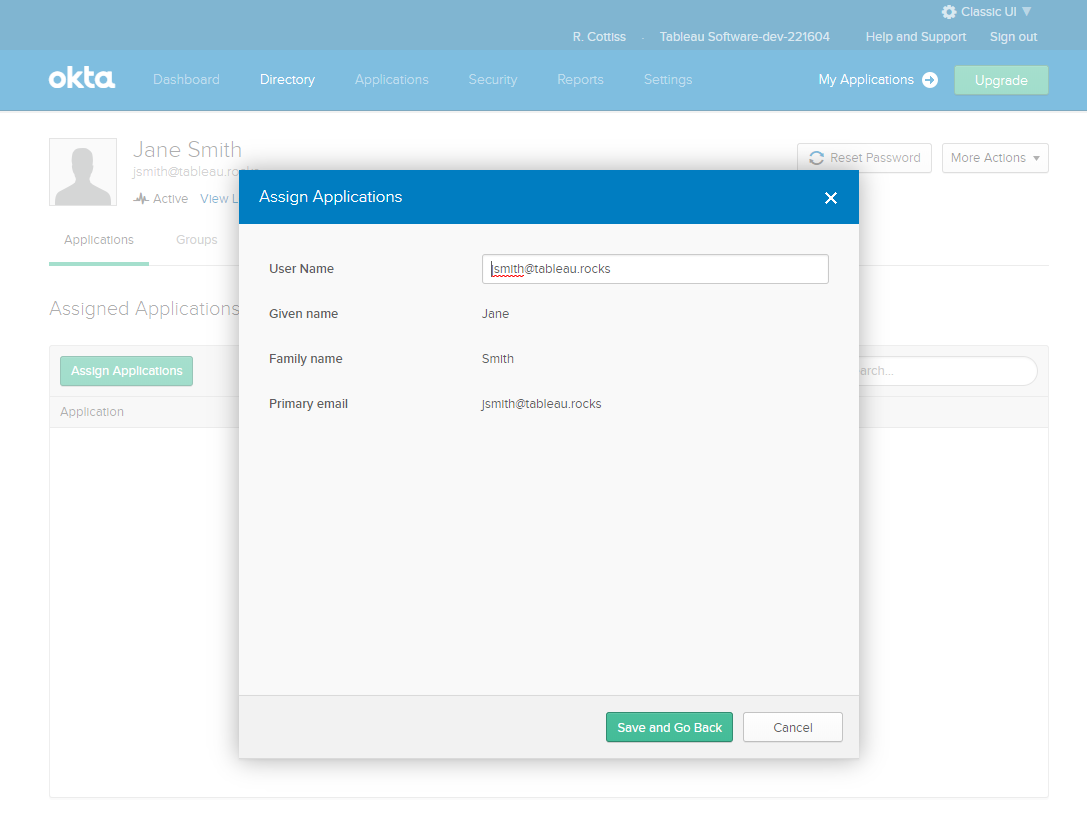 Classic UI
R. Cottiss · Tableau Software-dev-221604 Help and Support Sign out
okta Dashboard Directory Applications Security Reports Settings My Applications Upgrade
Jane Smith
jsmith@tableau.rocks
Active View L
Reset Password More Actions
Applications Groups
Assigned Applications
Assign Applications
arch...
Application
Assign Applications
User Name jsmith@tableau.rocks
Given name Jane
Family name Smith
Primary email jsmith@tableau.rocks
Save and Go Back Cancel